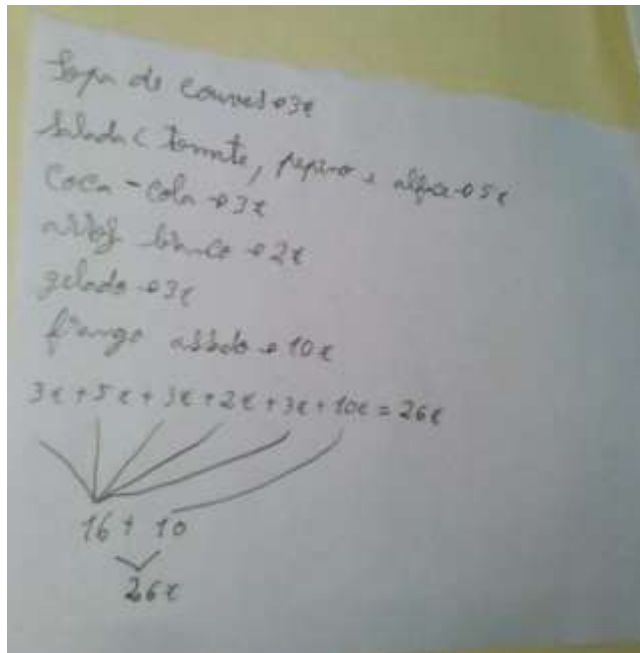 Sopa de couves → 3€
Salada ( tomate, pepino e alface → 5€
Coca-cola → 3€
arroz branco → 2€
gelado → 3€
frango assado → 10€
3€ + 5€ + 3€ + 2€ + 3€ + 10€ = 26€
16 + 10
26€